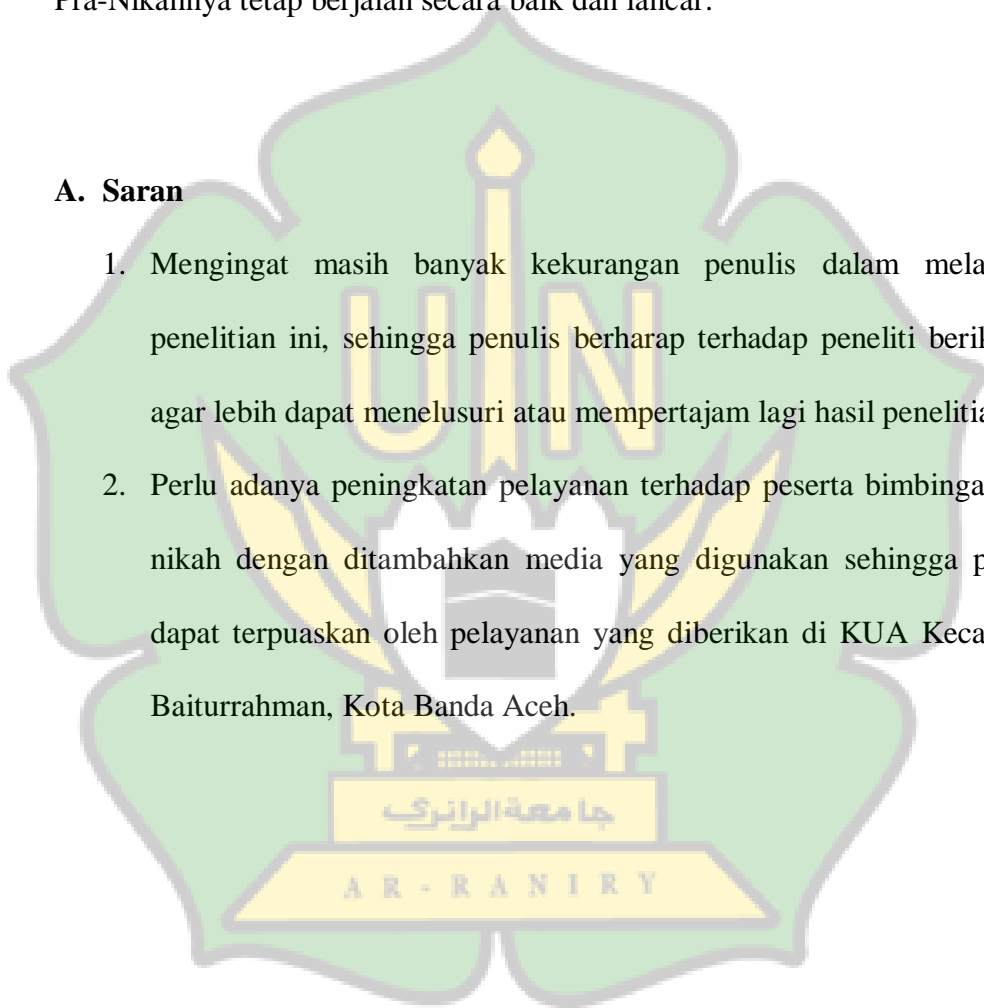 Pra-Nikahnya tetap berjalan secara baik dan lancar.
A. Saran
1. Mengingat masih banyak kekurangan penulis dalam mela
penelitian ini, sehingga penulis berharap terhadap peneliti berik
agar lebih dapat menelusuri atau mempertajam lagi hasil penelitia
2. Perlu adanya peningkatan pelayanan terhadap peserta bimbinga
nikah dengan ditambahkan media yang digunakan sehingga p
dapat terpuaskan oleh pelayanan yang diberikan di KUA Keca
Baiturrahman, Kota Banda Aceh.
UIN
جامعة الرانري
AR-RANIRY